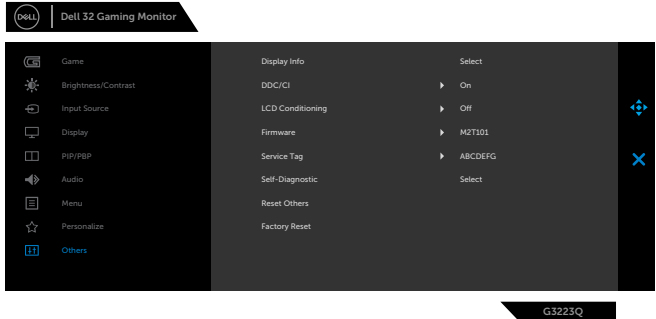 DELL
Dell 32 Gaming Monitor
Game
Display Info Select
Brightness/Contrast
DDC/CI On
Input Source
LCD Conditioning Off
Display
Firmware M2T101
PIP/PBP
Service Tag ABCDEFG
Audio
Self-Diagnostic Select
Menu
Reset Others
Personalize
Factory Reset
Others
G3223Q